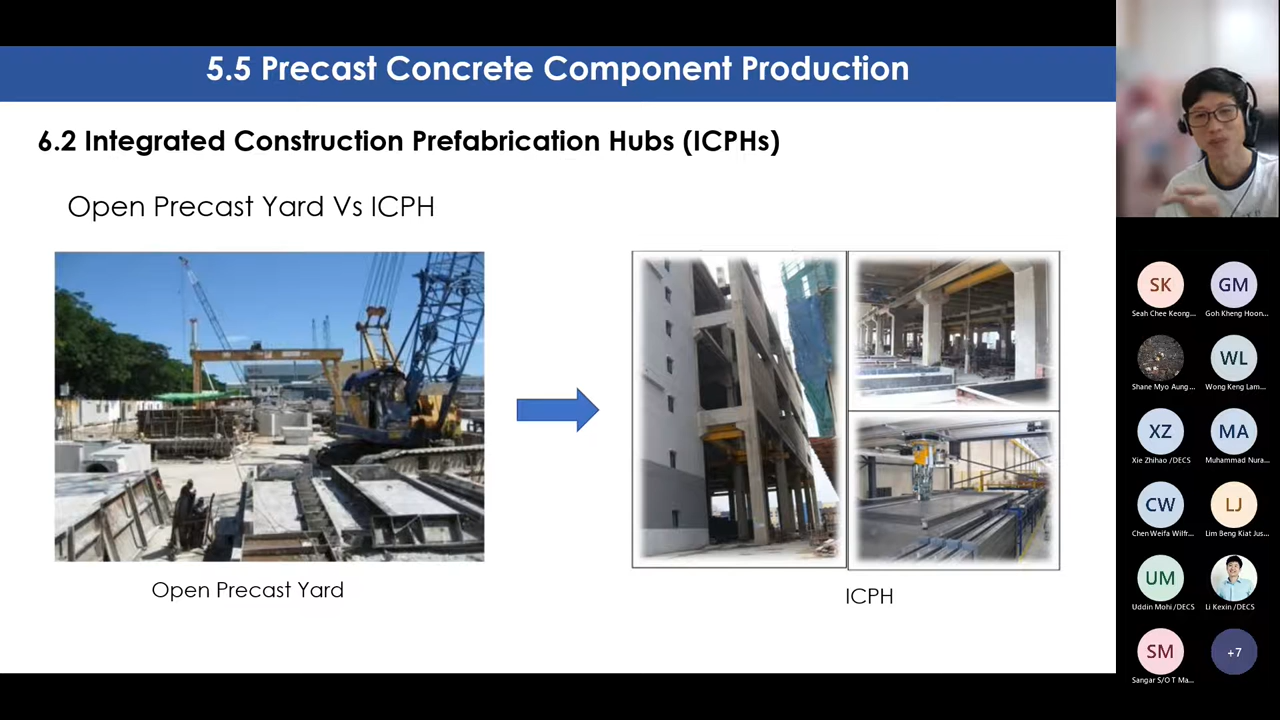 5.5 Precast Concrete Component Production
6.2 Integrated Construction Prefabrication Hubs (ICPHs)
Open Precast Yard Vs ICPH
Open Precast Yard
ICPH
SK
Seah Chee Keong...
GM
Goh Kheng Hoon...
Shane Myo Aung...
WL
Wong Keng Lam...
XZ
Xie Zhihao /DECS
MA
Muhammad Nura...
CW
Chen Weifa Wilfr...
LJ
Lim Beng Kiat Jus...
UM
Uddin Mohi /DECS
Li Kexin /DECS
SM
Sangar S/O T Ma...
+7